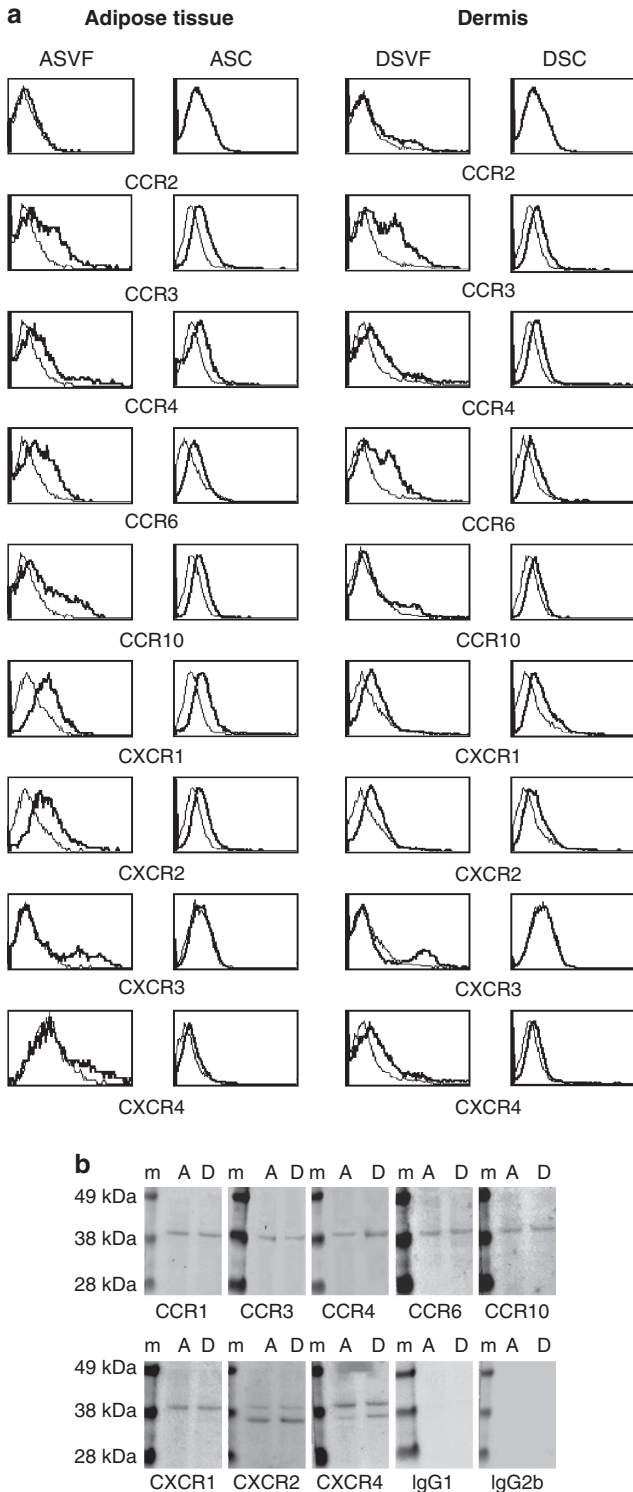 a
Adipose tissue Dermis
ASVF ASC DSVF DSC
CCR2 CCR2
CCR3 CCR3
CCR4 CCR4
CCR6 CCR6
CCR10 CCR10
CXCR1 CXCR1
CXCR2 CXCR2
CXCR3 CXCR3
CXCR4 CXCR4
b
m A D m A D m A D m A D m A D
49 kDa
38 kDa
28 kDa
CCR1 CCR3 CCR4 CCR6 CCR10
m A D m A D m A D m A D m A D
49 kDa
38 kDa
28 kDa
CXCR1 CXCR2 CXCR4 IgG1 IgG2b